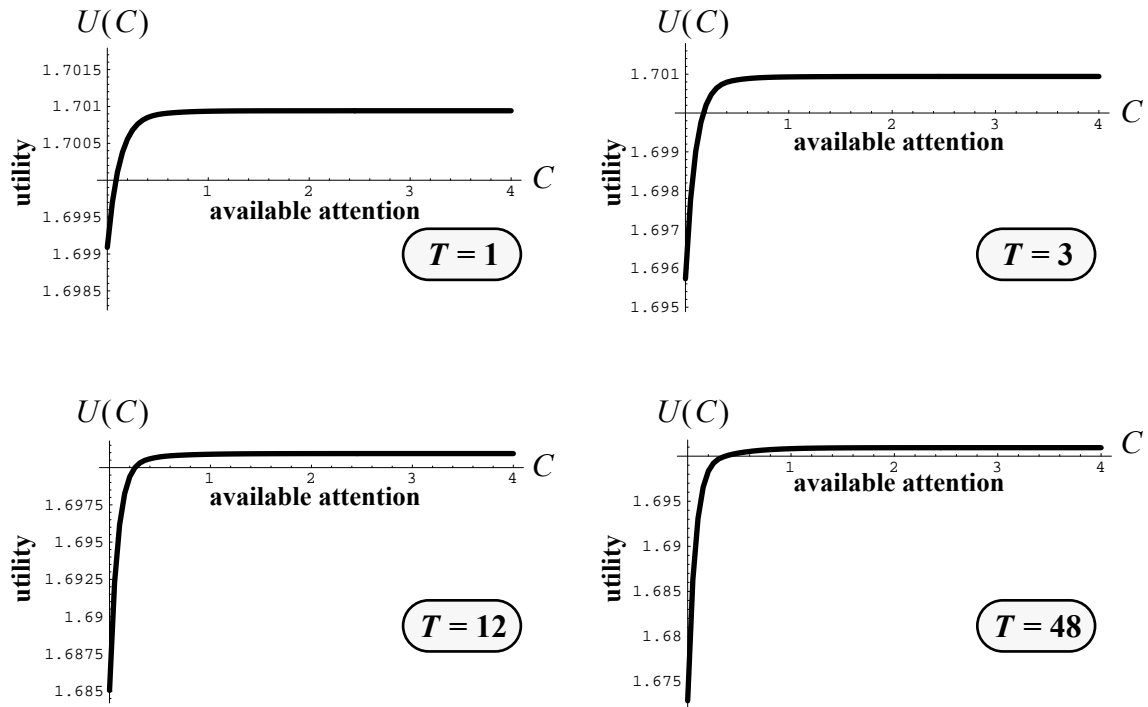 U(C)
1.7015
1.701
1.7005
1.6995
1.699
1.6985
utility
1 2 3 4
C
available attention
T = 1
U(C)
1.701
1.699
1.698
1.697
1.696
1.695
utility
1 2 3 4
C
available attention
T = 3
U(C)
1.6975
1.695
1.6925
1.69
1.6875
1.685
utility
1 2 3 4
C
available attention
T = 12
U(C)
1.695
1.69
1.685
1.68
1.675
utility
1 2 3 4
C
available attention
T = 48